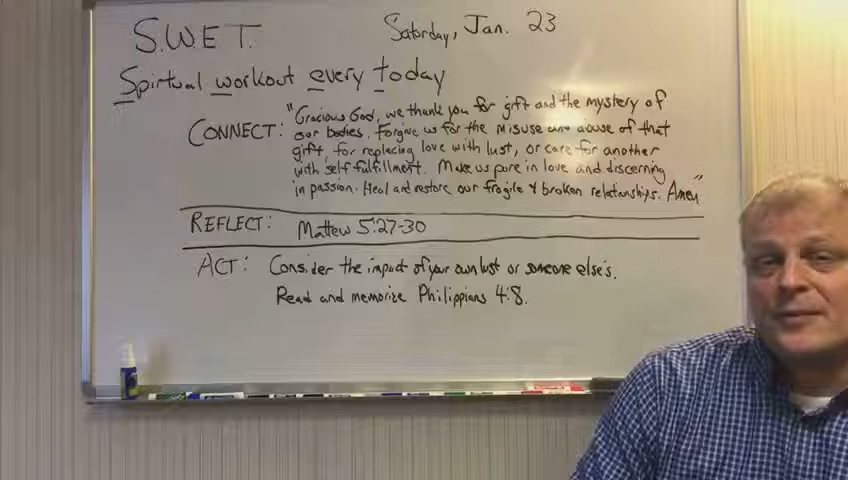 S.W.E.T.
Saturday, Jan. 23
Spirtual workout every today
CONNECT: "Gracious God, we thank you for gift and the mystery of
our bodies. Forgive us for the misuse and abuse of that
gift, for replacing love with lust, or care for another
with self fulfillment. Make us pure in love and discerning
in passion. Heal and restore our fragile & broken relationships. Amen"
REFLECT: Mattew 5:27-30
ACT: Consider the impact of your own lust or someone else's.
Read and memorize Philippians 4:8.